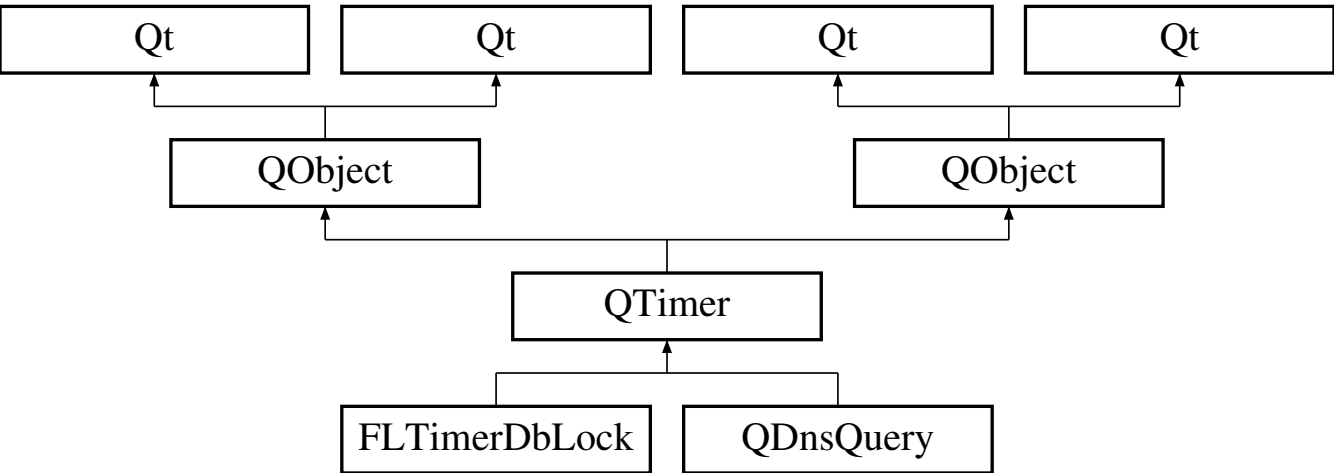 Qt
Qt
Qt
Qt
QObject
QObject
QTimer
FLTimerDbLock
QDnsQuery